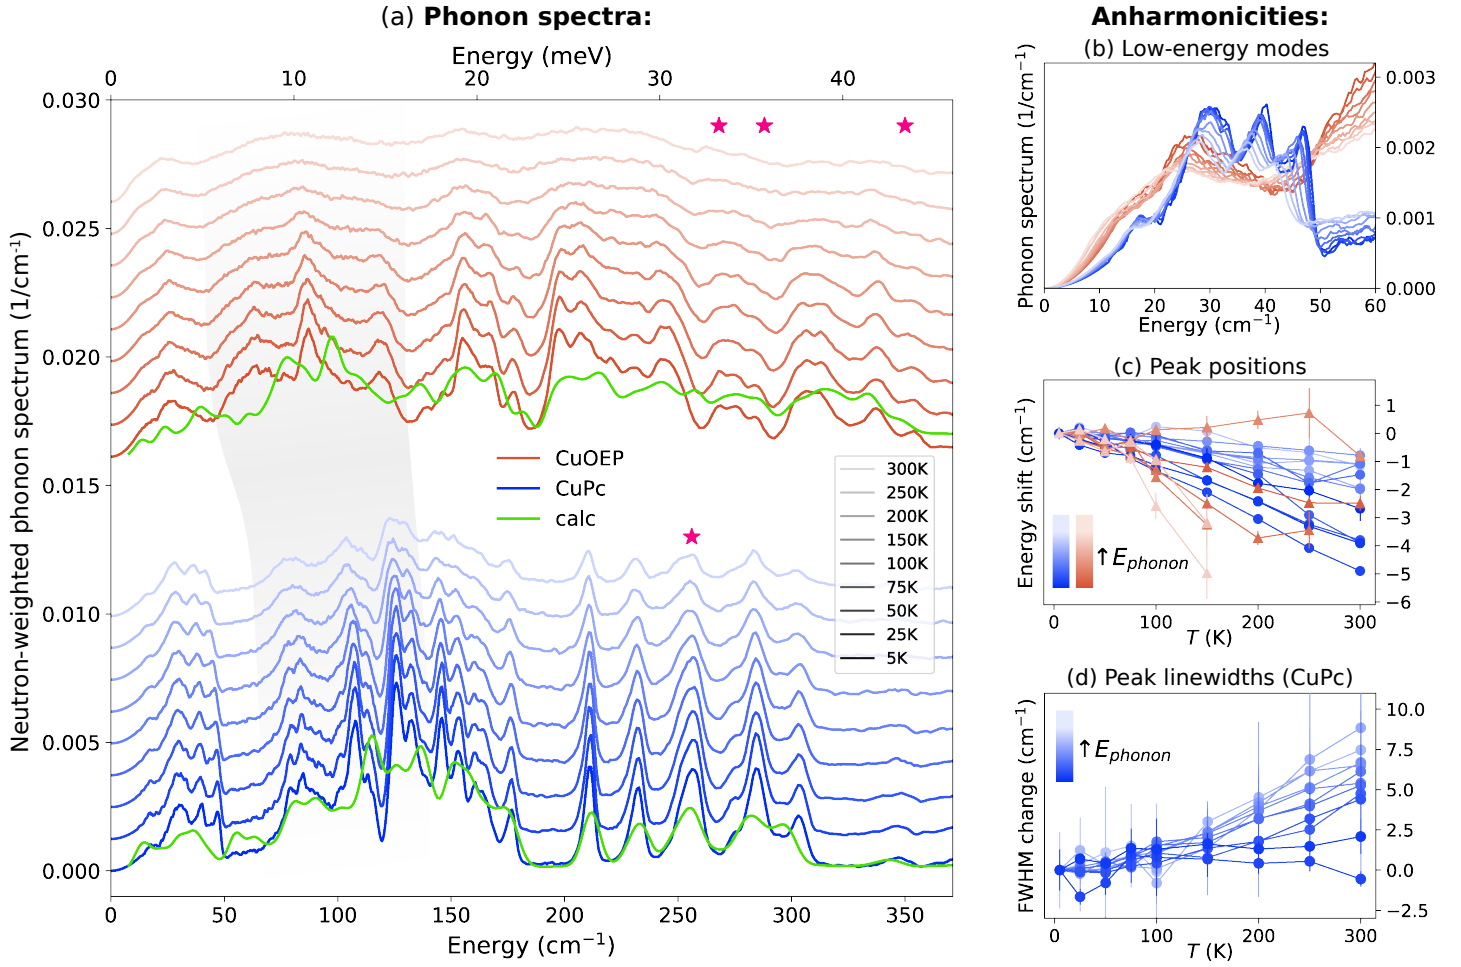 (a) Phonon spectra:
Energy (meV)
0 10 20 30 40
0.030
0.025
0.020
0.015
0.010
0.005
0.000
Neutron-weighted phonon spectrum (1/cm⁻¹)
CuOEP
CuPc
calc
300K
250K
200K
150K
100K
75K
50K
25K
5K
0 50 100 150 200 250 300 350
Energy (cm⁻¹)
Anharmonicities:
(b) Low-energy modes
Phonon spectrum (1/cm⁻¹)
0.003
0.002
0.001
0.000
0 10 20 30 40 50 60
Energy (cm⁻¹)
(c) Peak positions
Energy shift (cm⁻¹)
1
0
−1
−2
−3
−4
−5
−6
↑E_phonon
0 100 200 300
T (K)
(d) Peak linewidths (CuPc)
FWHM change (cm⁻¹)
10.0
7.5
5.0
2.5
0.0
−2.5
↑E_phonon
0 100 200 300
T (K)